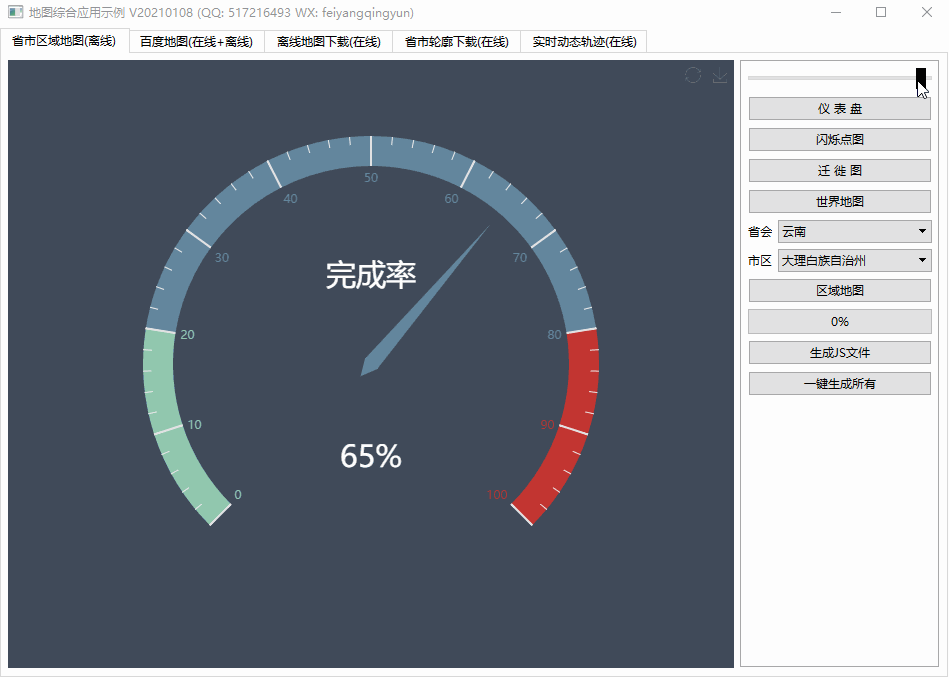 地图综合应用示例 V20210108 (QQ: 517216493 WX: feiyangqingyun)
省市区域地图(离线) 百度地图(在线+离线) 离线地图下载(在线) 省市轮廓下载(在线) 实时动态轨迹(在线)
50
40
60
30
70
完成率
20
80
10
90
65%
0
100
仪 表 盘
闪烁点图
迁 徙 图
世界地图
省会 云南
市区 大理白族自治州
区域地图
0%
生成JS文件
一键生成所有